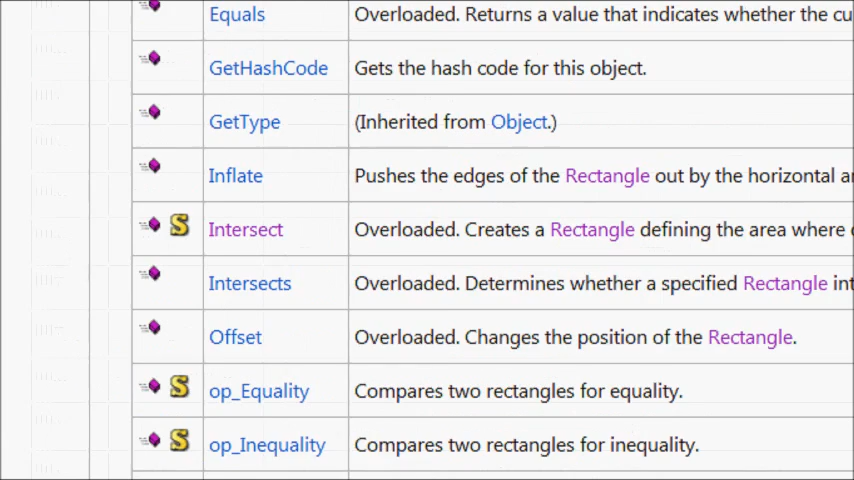 Equals Overloaded. Returns a value that indicates whether the cu
GetHashCode Gets the hash code for this object.
GetType (Inherited from Object.)
Inflate Pushes the edges of the Rectangle out by the horizontal a
S Intersect Overloaded. Creates a Rectangle defining the area where
Intersects Overloaded. Determines whether a specified Rectangle int
Offset Overloaded. Changes the position of the Rectangle.
S op_Equality Compares two rectangles for equality.
S op_Inequality Compares two rectangles for inequality.